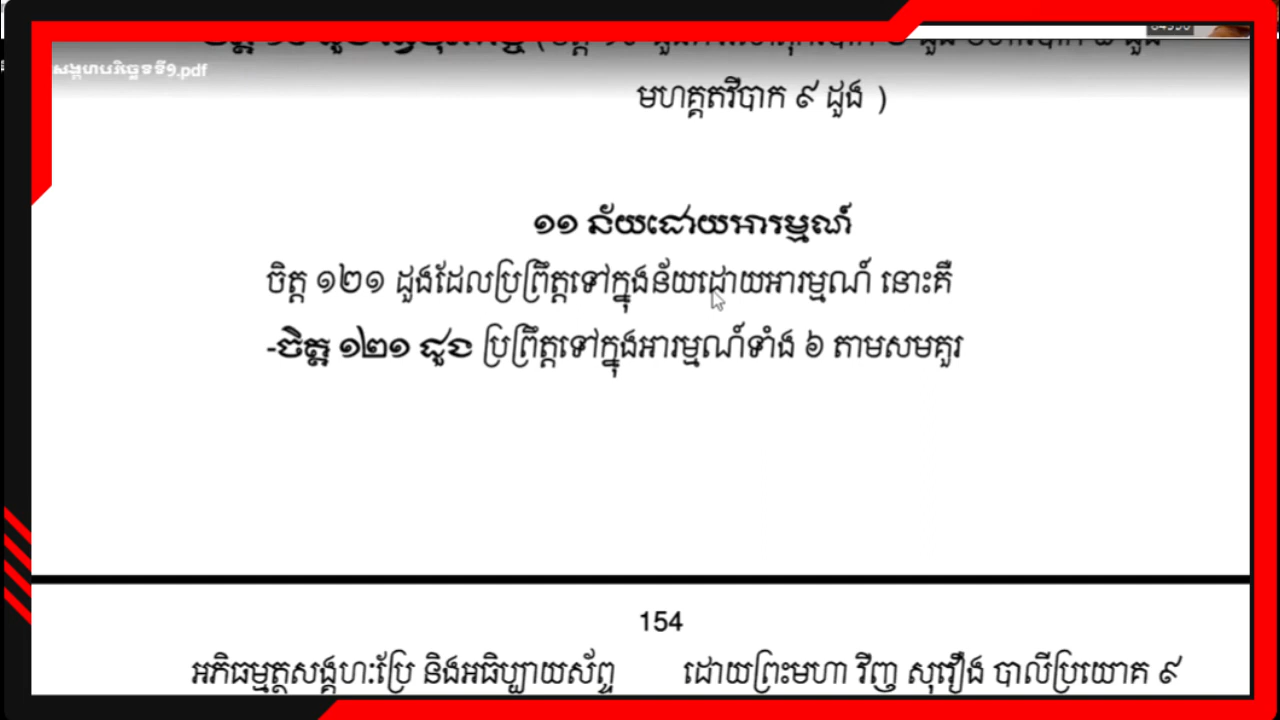 សង្គហបរិច្ឆេទទី១.pdf
មហគ្គតវិបាក ៩ ដួង )
១១ ន័យដោយអារម្មណ៍
ចិត្ត ១២១ ដួងដែលប្រព្រឹត្តទៅក្នុងន័យដោយអារម្មណ៍ នោះគឺ
-ចិត្ត ១២១ ដួង ប្រព្រឹត្តទៅក្នុងអារម្មណ៍ទាំង ៦ តាមសមគួរ
154
អភិធម្មត្ថសង្គហៈប្រែ និងអធិប្បាយស័ព្ទ ដោយព្រះមហា វីញ សុវឿង បាលីប្រយោគ ៩